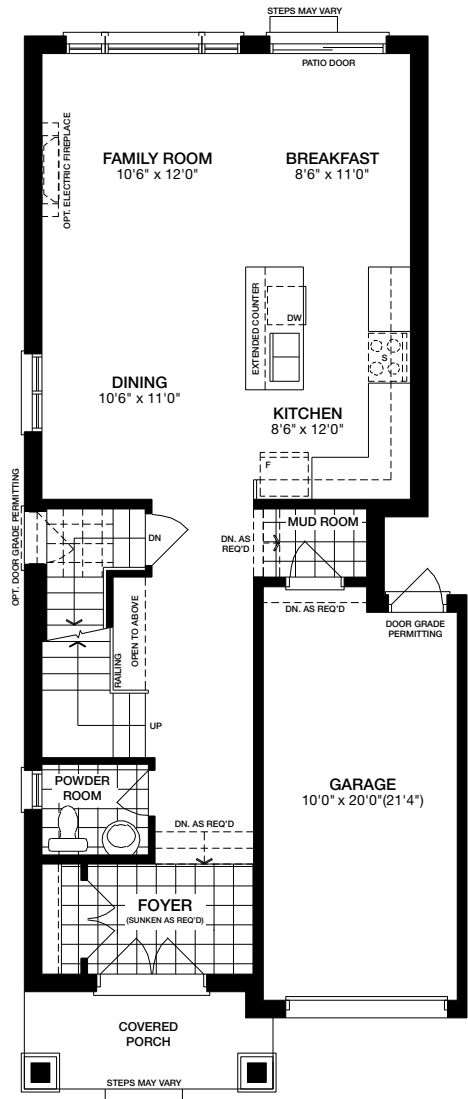 STEPS MAY VARY
PATIO DOOR
OPT. ELECTRIC FIREPLACE
FAMILY ROOM
10'6" x 12'0"
BREAKFAST
8'6" x 11'0"
EXTENDED COUNTER
DW
S
DINING
10'6" x 11'0"
KITCHEN
8'6" x 12'0"
F
OPT. DOOR GRADE PERMITTING
DN
DN. AS
REQ'D
MUD ROOM
DN. AS REQ'D
DOOR GRADE
PERMITTING
OPEN TO ABOVE
RAILING
UP
POWDER
ROOM
GARAGE
10'0" x 20'0"(21'4")
DN. AS REQ'D
FOYER
(SUNKEN AS REQ'D)
COVERED
PORCH
STEPS MAY VARY